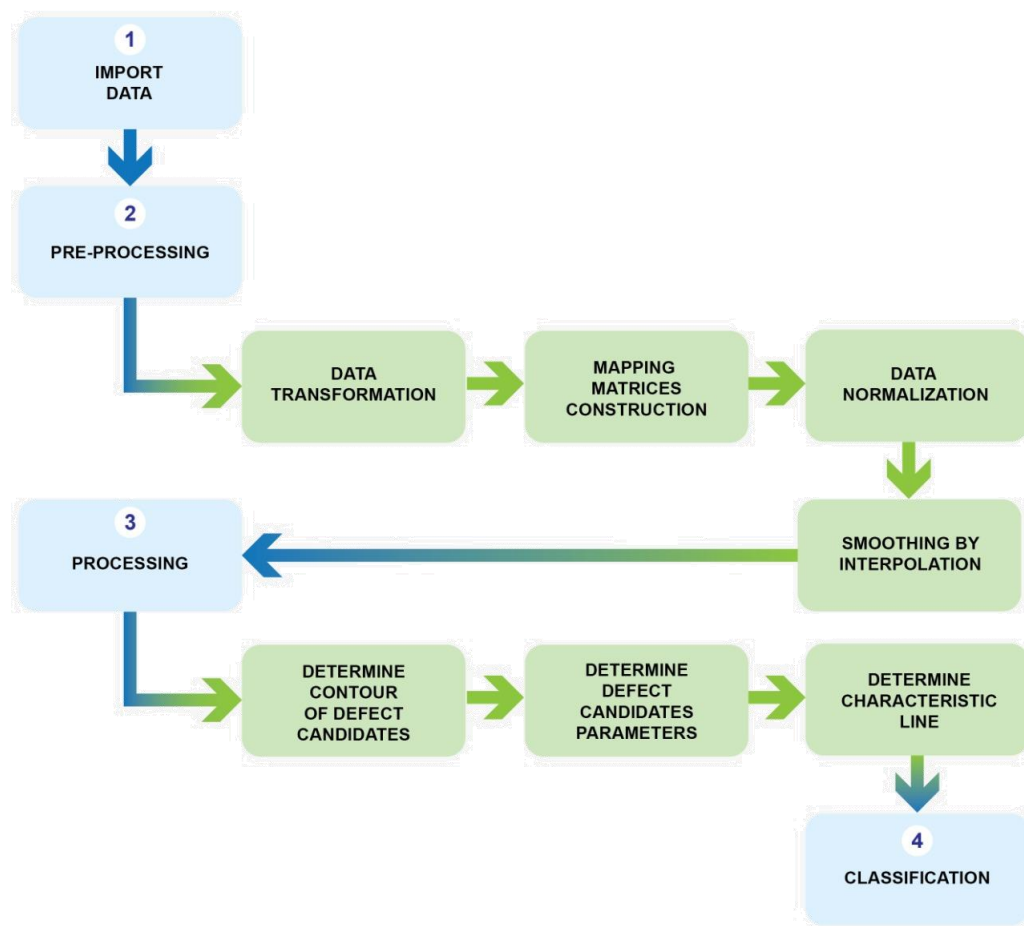 1
IMPORT
DATA
2
PRE-PROCESSING
DATA
TRANSFORMATION
MAPPING
MATRICES
CONSTRUCTION
DATA
NORMALIZATION
SMOOTHING BY
INTERPOLATION
3
PROCESSING
DETERMINE
CONTOUR
OF DEFECT
CANDIDATES
DETERMINE
DEFECT
CANDIDATES
PARAMETERS
DETERMINE
CHARACTERISTIC
LINE
4
CLASSIFICATION